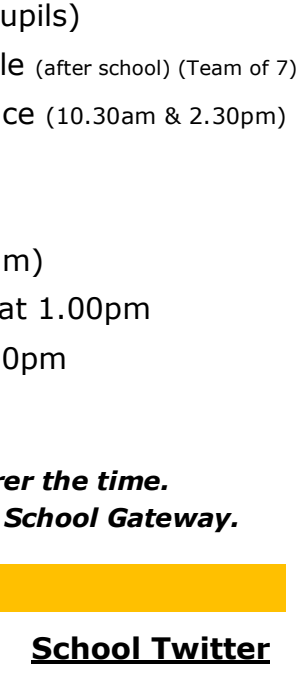 upils)
le (after school) (Team of 7)
ce (10.30am & 2.30pm)
m)
at 1.00pm
0pm
rer the time.
School Gateway.
School Twitter